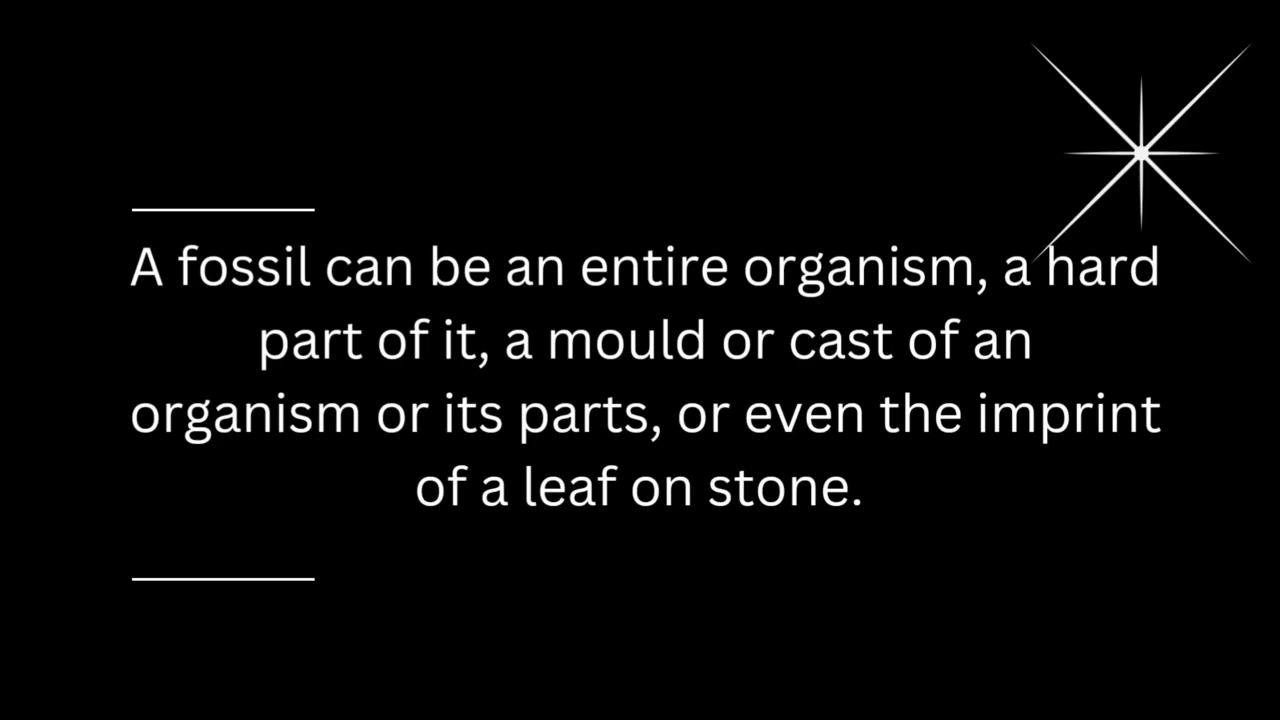 A fossil can be an entire organism, a hard
part of it, a mould or cast of an
organism or its parts, or even the imprint
of a leaf on stone.